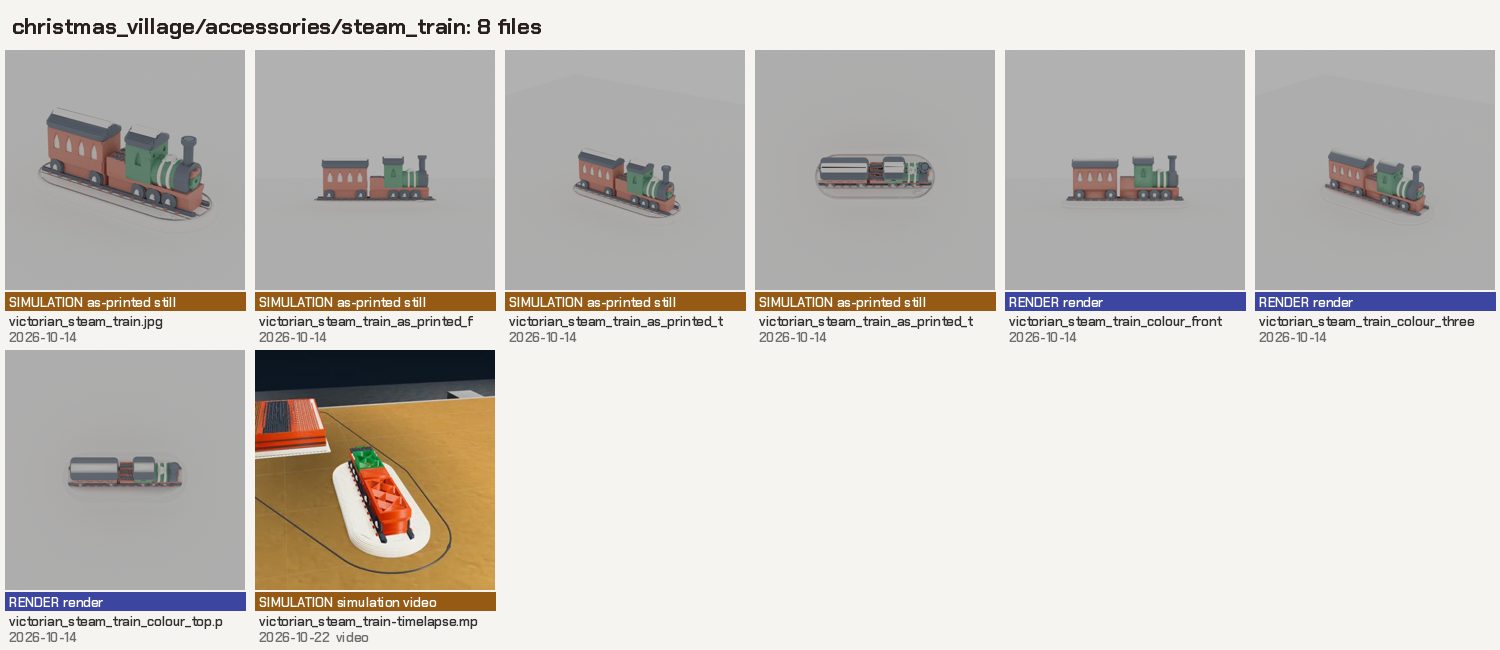 christmas_village/accessories/steam_train: 8 files
SIMULATION as-printed still
SIMULATION as-printed still
SIMULATION as-printed still
SIMULATION as-printed still
RENDER render
RENDER render
victorian_steam_train.jpg
victorian_steam_train_as_printed_f
victorian_steam_train_as_printed_t
victorian_steam_train_as_printed_t
victorian_steam_train_colour_front
victorian_steam_train_colour_three
2026-10-14
2026-10-14
2026-10-14
2026-10-14
2026-10-14
2026-10-14
RENDER render
SIMULATION simulation video
victorian_steam_train_colour_top.p
victorian_steam_train-timelapse.mp
2026-10-14
2026-10-22 video